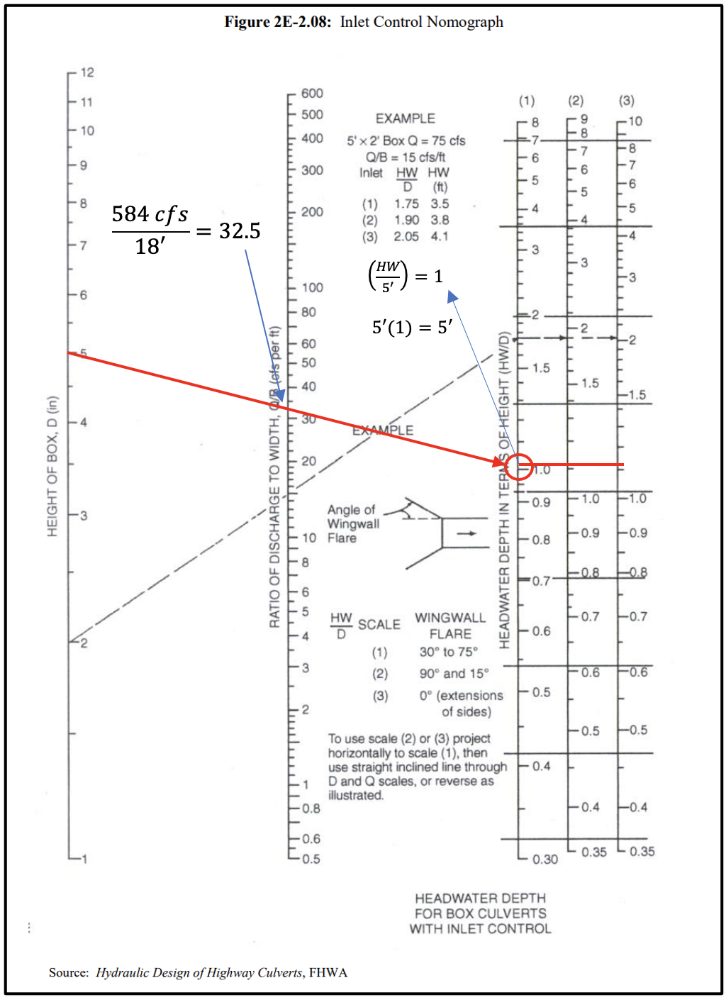 Figure 2E-2.08: Inlet Control Nomograph
12
11
10
9
8
7
6
5
4
3
2
1
HEIGHT OF BOX, D (in)
584 cfs
18′
= 32.5
600
500
400
300
200
100
80
60
50
40
30
20
10
8
6
5
4
3
2
1
0.8
0.6
0.5
RATIO OF DISCHARGE TO WIDTH, Q/B (cfs per ft)
EXAMPLE
5' x 2' Box Q = 75 cfs
Q/B = 15 cfs/ft
Inlet HW HW
D (ft)
(1) 1.75 3.5
(2) 1.90 3.8
(3) 2.05 4.1
(HW/5′) = 1
5′(1) = 5′
EXAMPLE
Angle of
Wingwall
Flare
HW
D
SCALE
WINGWALL
FLARE
(1) 30° to 75°
(2) 90° and 15°
(3) 0° (extensions
of sides)
To use scale (2) or (3) project
horizontally to scale (1), then
use straight inclined line through
D and Q scales, or reverse as
illustrated.
HEADWATER DEPTH IN TERMS OF HEIGHT (HW/D)
(1)
8
7
6
5
4
3
2
1.5
1.0
0.9
0.8
0.7
0.6
0.5
0.4
0.30
(2)
9
8
7
6
5
4
3
2
1.5
1.0
0.9
0.8
0.7
0.6
0.5
0.4
0.35
(3)
10
8
7
6
5
4
3
2
1.5
1.0
0.9
0.8
0.7
0.6
0.5
0.4
0.35
HEADWATER DEPTH
FOR BOX CULVERTS
WITH INLET CONTROL
Source: Hydraulic Design of Highway Culverts, FHWA